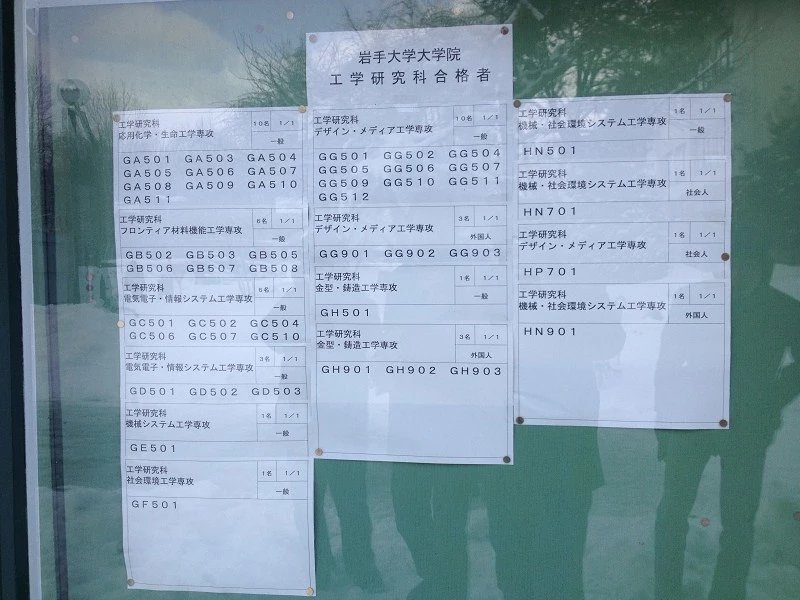 岩手大学大学院
工学研究科合格者
工学研究科
応用化学・生命工学専攻
10名 1/1
一般
GA501 GA503 GA504
GA505 GA506 GA507
GA508 GA509 GA510
GA511
工学研究科
フロンティア材料機能工学専攻
6名 1/1
一般
GB502 GB503 GB505
GB506 GB507 GB508
工学研究科
電気電子・情報システム工学専攻
6名 1/1
一般
GC501 GC502 GC504
GC506 GC507 GC510
工学研究科
電気電子・情報システム工学専攻
3名 1/1
一般
GD501 GD502 GD503
工学研究科
機械システム工学専攻
1名 1/1
一般
GE501
工学研究科
社会環境工学専攻
1名 1/1
一般
GF501
工学研究科
デザイン・メディア工学専攻
10名 1/1
一般
GG501 GG502 GG504
GG505 GG506 GG507
GG509 GG510 GG511
GG512
工学研究科
デザイン・メディア工学専攻
3名 1/1
外国人
GG901 GG902 GG903
工学研究科
金型・鋳造工学専攻
1名 1/1
一般
GH501
工学研究科
金型・鋳造工学専攻
3名 1/1
外国人
GH901 GH902 GH903
工学研究科
機械・社会環境システム工学専攻
1名 1/1
一般
HN501
工学研究科
機械・社会環境システム工学専攻
1名 1/1
社会人
HN701
工学研究科
デザイン・メディア工学専攻
1名 1/1
社会人
HP701
工学研究科
機械・社会環境システム工学専攻
1名 1/1
外国人
HN901